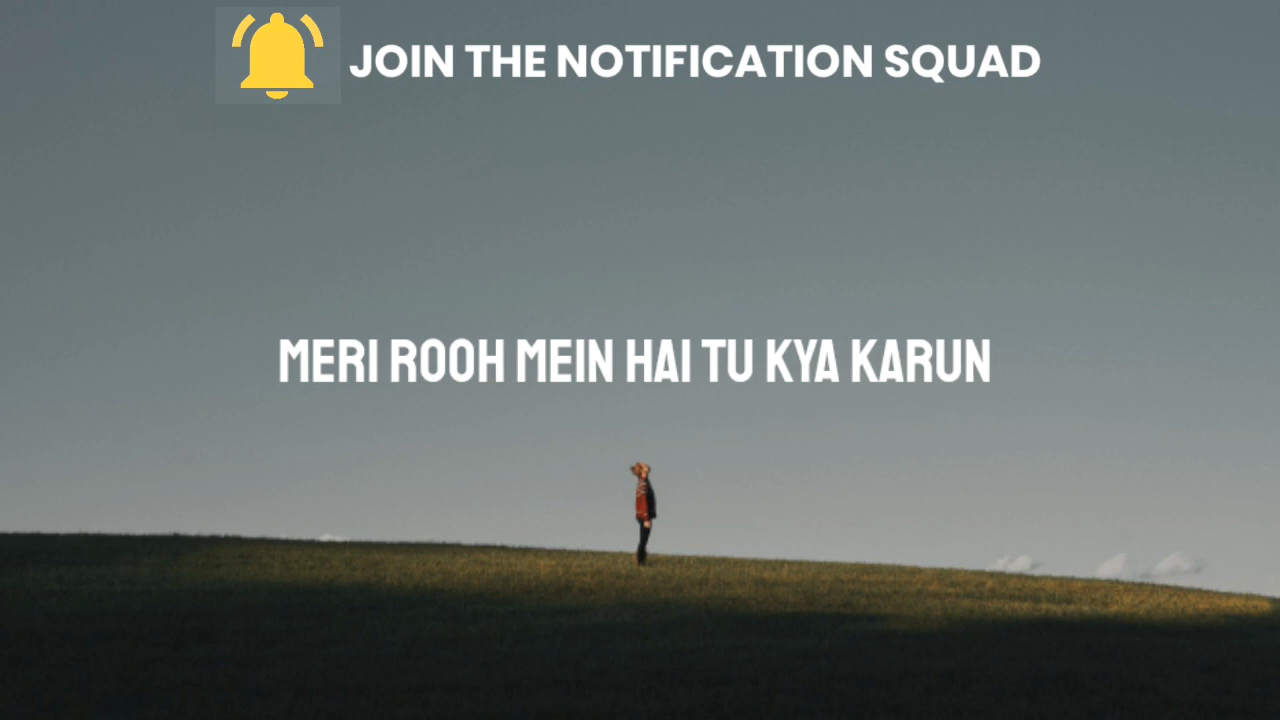 JOIN THE NOTIFICATION SQUAD
MERI ROOH MEIN HAI TU KYA KARUN